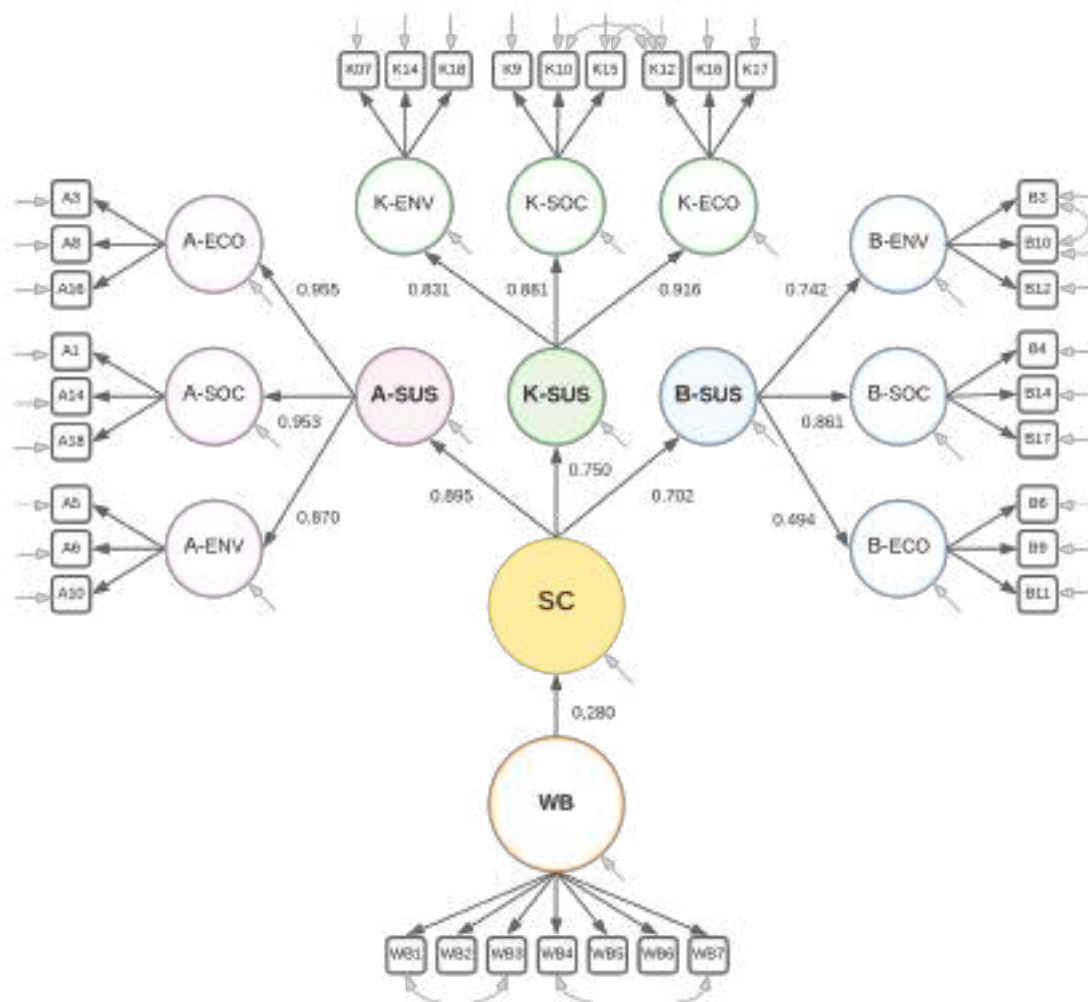 K07 K14 K18 K9 K10 K15 K12 K16 K17
K-ENV K-SOC K-ECO
A3
A8
A16
A-ECO
B-ENV
B3
B10
B12
0.955 0.831 0.881 0.916 0.742
A1
A14
A18
A-SOC A-SUS K-SUS B-SUS B-SOC
B4
B14
B17
0.953 0.861
0.895 0.750 0.702
0.870 0.494
A5
A6
A10
A-ENV
B-ECO
B6
B9
B11
SC
0,280
WB
WB1 WB2 WB3 WB4 WB5 WB6 WB7